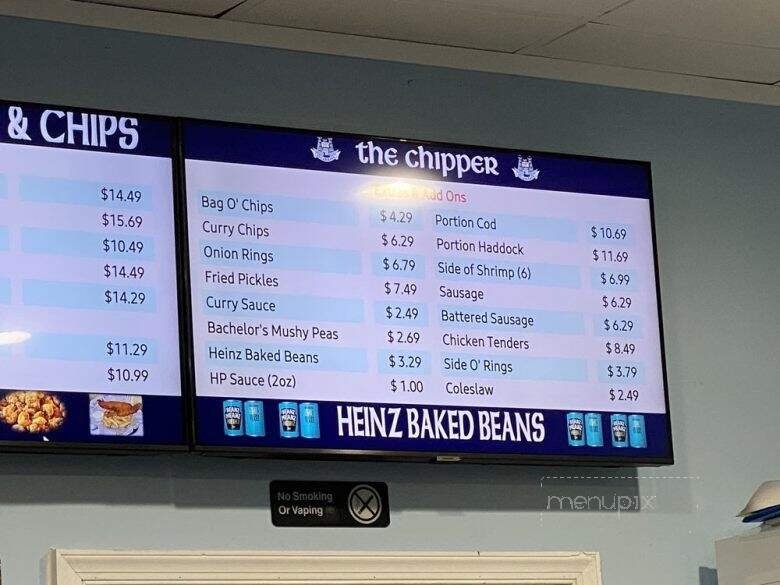 & CHIPS
$14.49
$15.69
$10.49
$14.49
$14.29
$11.29
$10.99
the chipper
Add Ons
Bag O' Chips $4.29
Curry Chips $6.29
Onion Rings $6.79
Fried Pickles $7.49
Curry Sauce $2.49
Bachelor's Mushy Peas $2.69
Heinz Baked Beans $3.29
HP Sauce (2oz) $1.00
Portion Cod $10.69
Portion Haddock $11.69
Side of Shrimp (6) $6.99
Sausage $6.29
Battered Sausage $6.29
Chicken Tenders $8.49
Side O' Rings $3.79
Coleslaw $2.49
HEINZ BAKED BEANS
No Smoking
Or Vaping
menupix